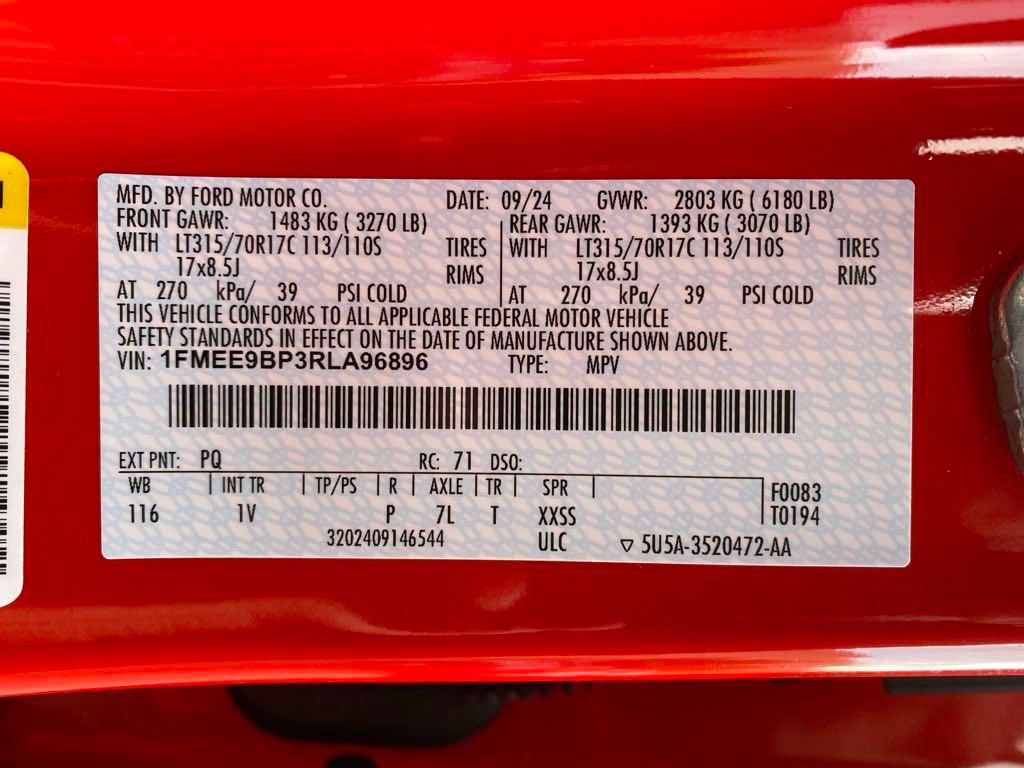 MFD. BY FORD MOTOR CO. DATE: 09/24 GVWR: 2803 KG ( 6180 LB)
FRONT GAWR: 1483 KG ( 3270 LB) REAR GAWR: 1393 KG ( 3070 LB)
WITH LT315/70R17C 113/110S TIRES WITH LT315/70R17C 113/110S TIRES
17x8.5J RIMS 17x8.5J RIMS
AT 270 kPa/ 39 PSI COLD AT 270 kPa/ 39 PSI COLD
THIS VEHICLE CONFORMS TO ALL APPLICABLE FEDERAL MOTOR VEHICLE
SAFETY STANDARDS IN EFFECT ON THE DATE OF MANUFACTURE SHOWN ABOVE.
VIN: 1FMEE9BP3RLA96896 TYPE: MPV
EXT PNT: PQ RC: 71 DSO:
WB INT TR TP/PS R AXLE TR SPR F0083
116 1V P 7L T XXSS T0194
3202409146544 ULC ▽ 5U5A-3520472-AA